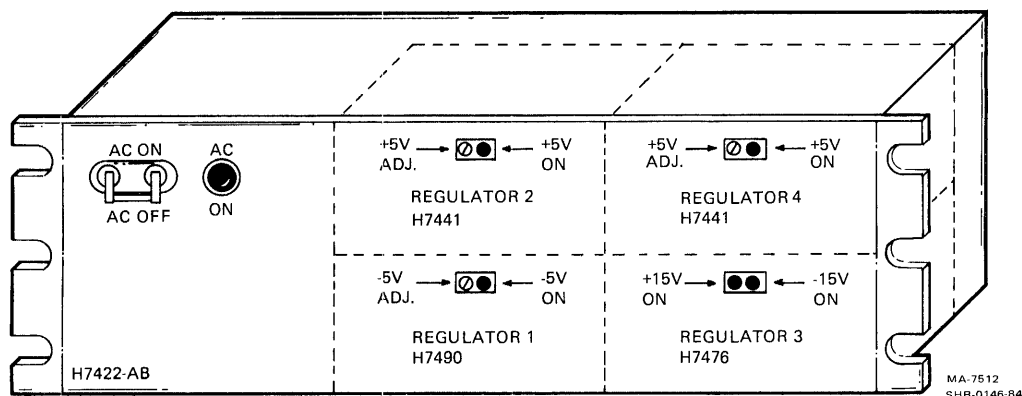 AC ON
AC OFF
AC
ON
+5V
ADJ.
+5V
ON
REGULATOR 2
H7441
+5V
ADJ.
+5V
ON
REGULATOR 4
H7441
-5V
ADJ.
-5V
ON
REGULATOR 1
H7490
+15V
ON
-15V
ON
REGULATOR 3
H7476
H7422-AB
MA-7512
SHR-0146-84